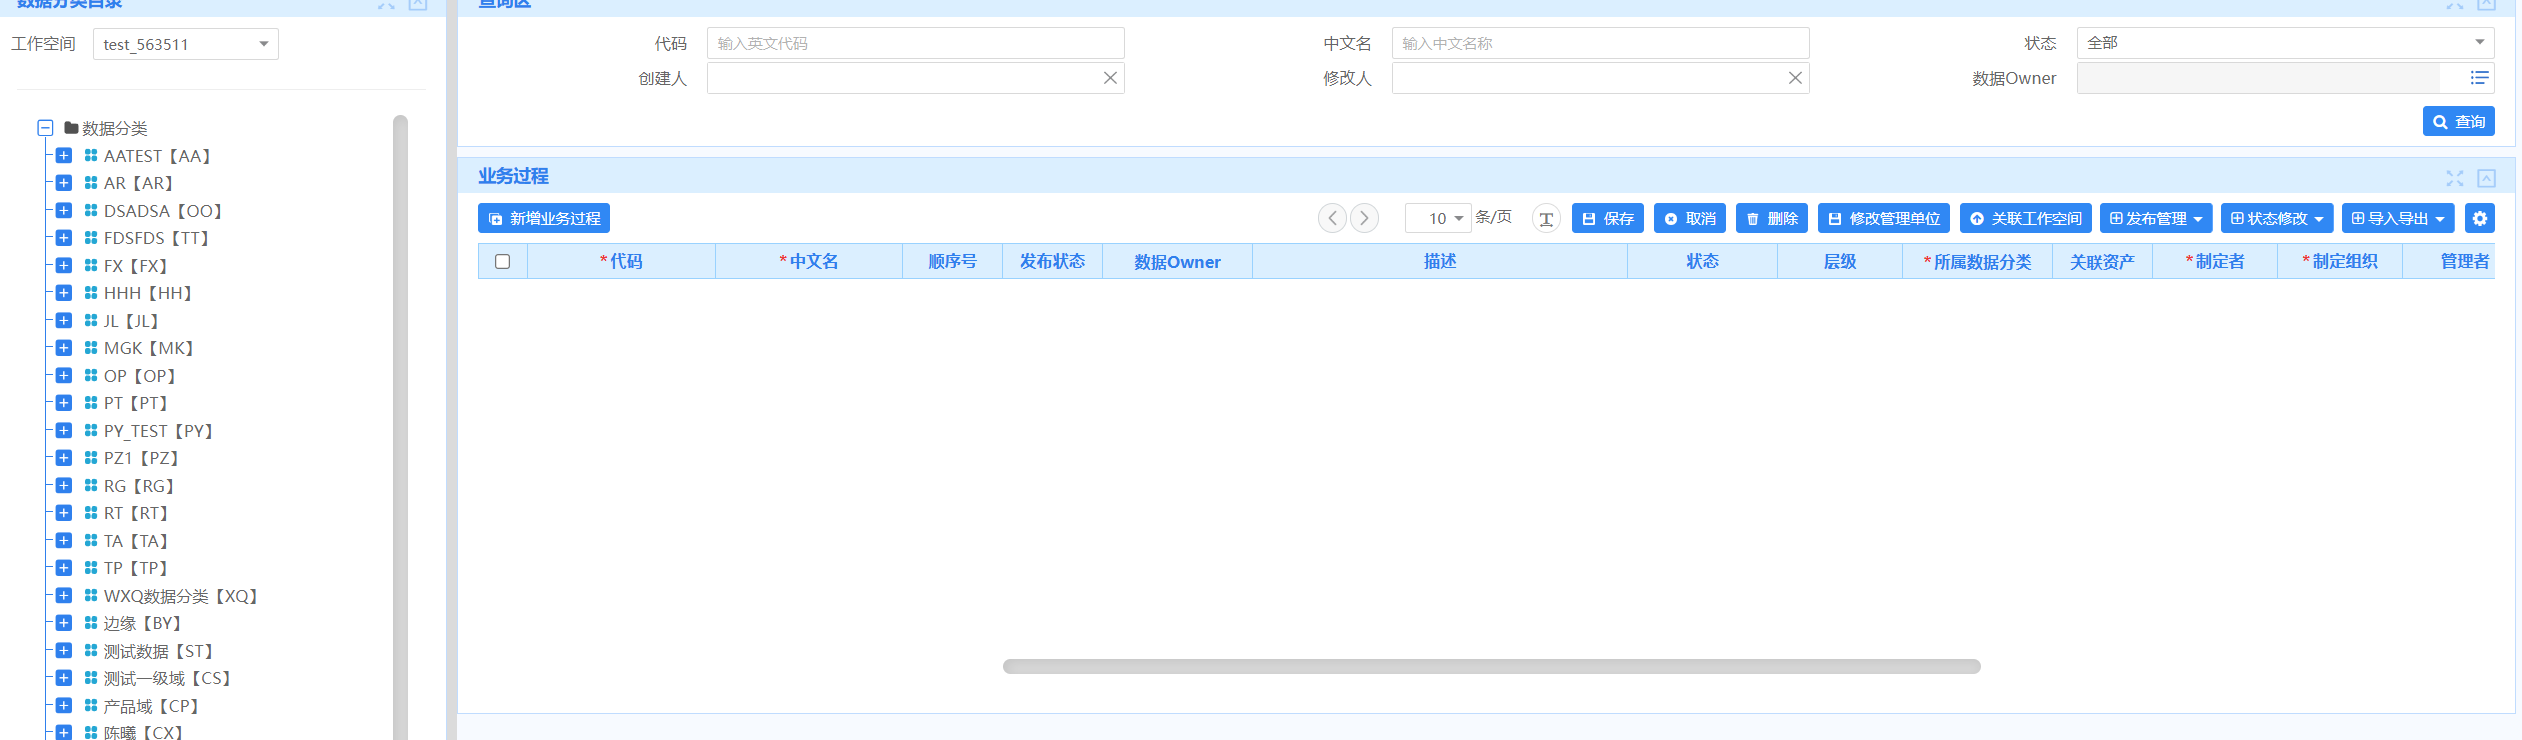 数据分类目录
工作空间 test_563511
数据分类
AATEST【AA】
AR【AR】
DSADSA【OO】
FDSFDS【TT】
FX【FX】
HHH【HH】
JL【JL】
MGK【MK】
OP【OP】
PT【PT】
PY_TEST【PY】
PZ1【PZ】
RG【RG】
RT【RT】
TA【TA】
TP【TP】
WXQ数据分类【XQ】
边缘【BY】
测试数据【ST】
测试一级域【CS】
产品域【CP】
陈曦【CX】
查询区
代码 输入英文代码 中文名 输入中文名称 状态 全部
创建人 修改人 数据Owner
查询
业务过程
新增业务过程 10 条/页 保存 取消 删除 修改管理单位 关联工作空间 发布管理 状态修改 导入导出
*代码 *中文名 顺序号 发布状态 数据Owner 描述 状态 层级 *所属数据分类 关联资产 *制定者 *制定组织 管理者